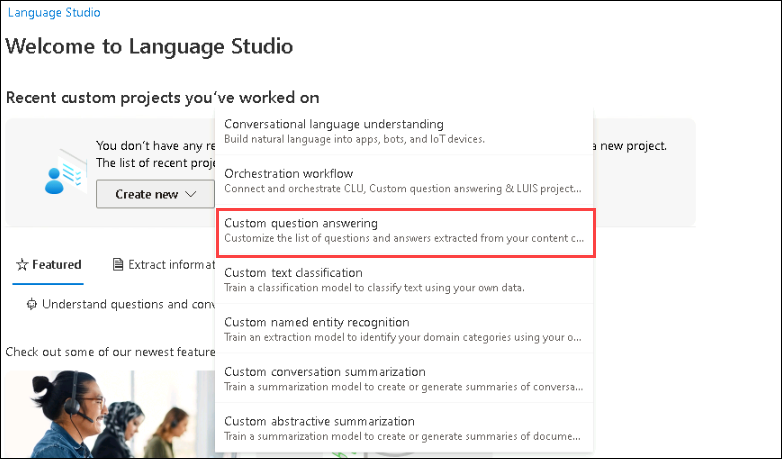 Language Studio
Welcome to Language Studio
Recent custom projects you've worked on
Conversational language understanding
Build natural language into apps, bots, and IoT devices.
You don't have any re
a new project.
The list of recent proj
Orchestration workflow
Connect and orchestrate CLU, Custom question answering & LUIS project...
Create new
Custom question answering
Customize the list of questions and answers extracted from your content c...
Featured
Extract informat
Custom text classification
Train a classification model to classify text using your own data.
Understand questions and conv
Custom named entity recognition
Train an extraction model to identify your domain categories using your o...
Check out some of our newest feature
Custom conversation summarization
Train a summarization model to create or generate summaries of conversa...
Custom abstractive summarization
Train a summarization model to create or generate summaries of docume...